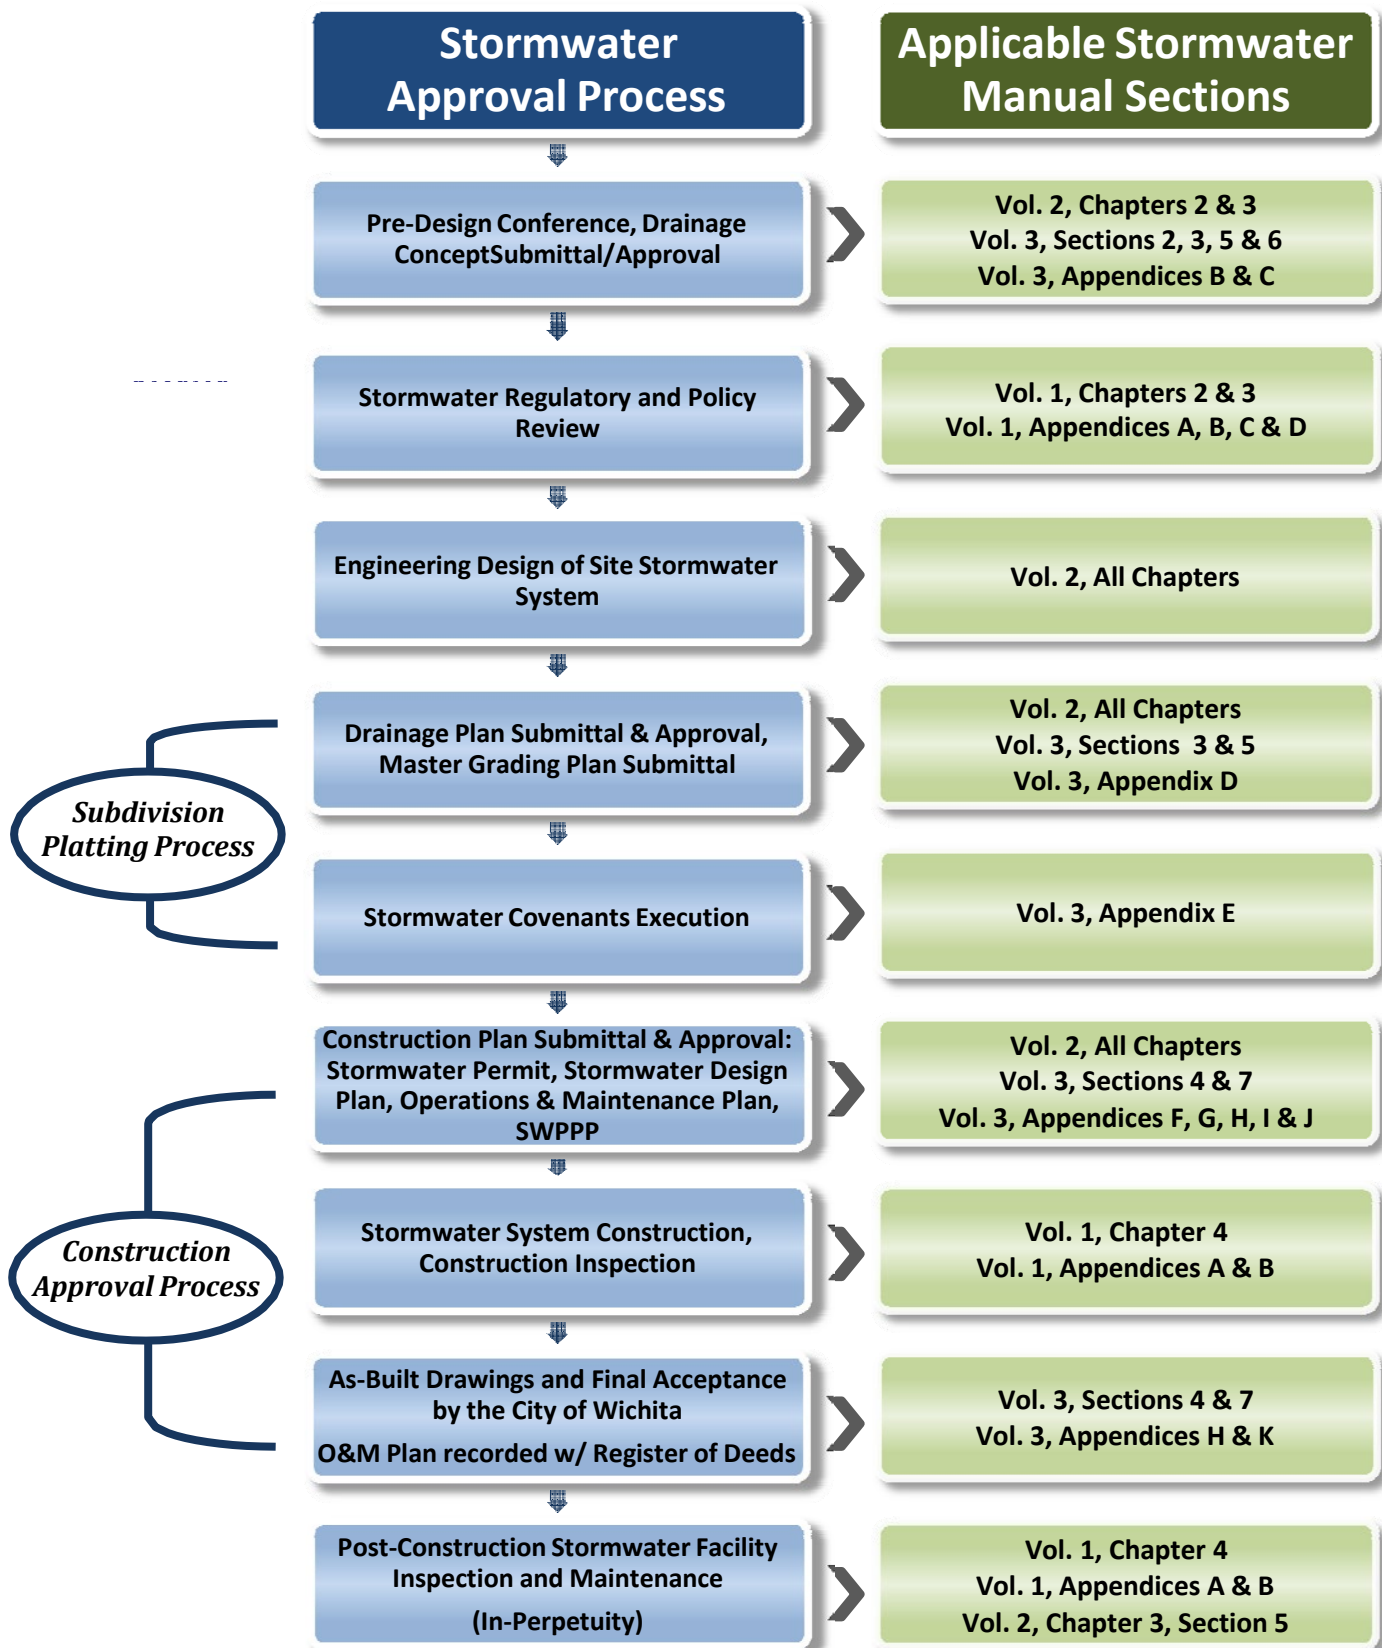 Stormwater
Approval Process
Applicable Stormwater
Manual Sections
Pre-Design Conference, Drainage
ConceptSubmittal/Approval
Vol. 2, Chapters 2 & 3
Vol. 3, Sections 2, 3, 5 & 6
Vol. 3, Appendices B & C
Stormwater Regulatory and Policy
Review
Vol. 1, Chapters 2 & 3
Vol. 1, Appendices A, B, C & D
Engineering Design of Site Stormwater
System
Vol. 2, All Chapters
Subdivision
Platting Process
Drainage Plan Submittal & Approval,
Master Grading Plan Submittal
Vol. 2, All Chapters
Vol. 3, Sections 3 & 5
Vol. 3, Appendix D
Stormwater Covenants Execution
Vol. 3, Appendix E
Construction
Approval Process
Construction Plan Submittal & Approval:
Stormwater Permit, Stormwater Design
Plan, Operations & Maintenance Plan,
SWPPP
Vol. 2, All Chapters
Vol. 3, Sections 4 & 7
Vol. 3, Appendices F, G, H, I & J
Stormwater System Construction,
Construction Inspection
Vol. 1, Chapter 4
Vol. 1, Appendices A & B
As-Built Drawings and Final Acceptance
by the City of Wichita
O&M Plan recorded w/ Register of Deeds
Vol. 3, Sections 4 & 7
Vol. 3, Appendices H & K
Post-Construction Stormwater Facility
Inspection and Maintenance
(In-Perpetuity)
Vol. 1, Chapter 4
Vol. 1, Appendices A & B
Vol. 2, Chapter 3, Section 5